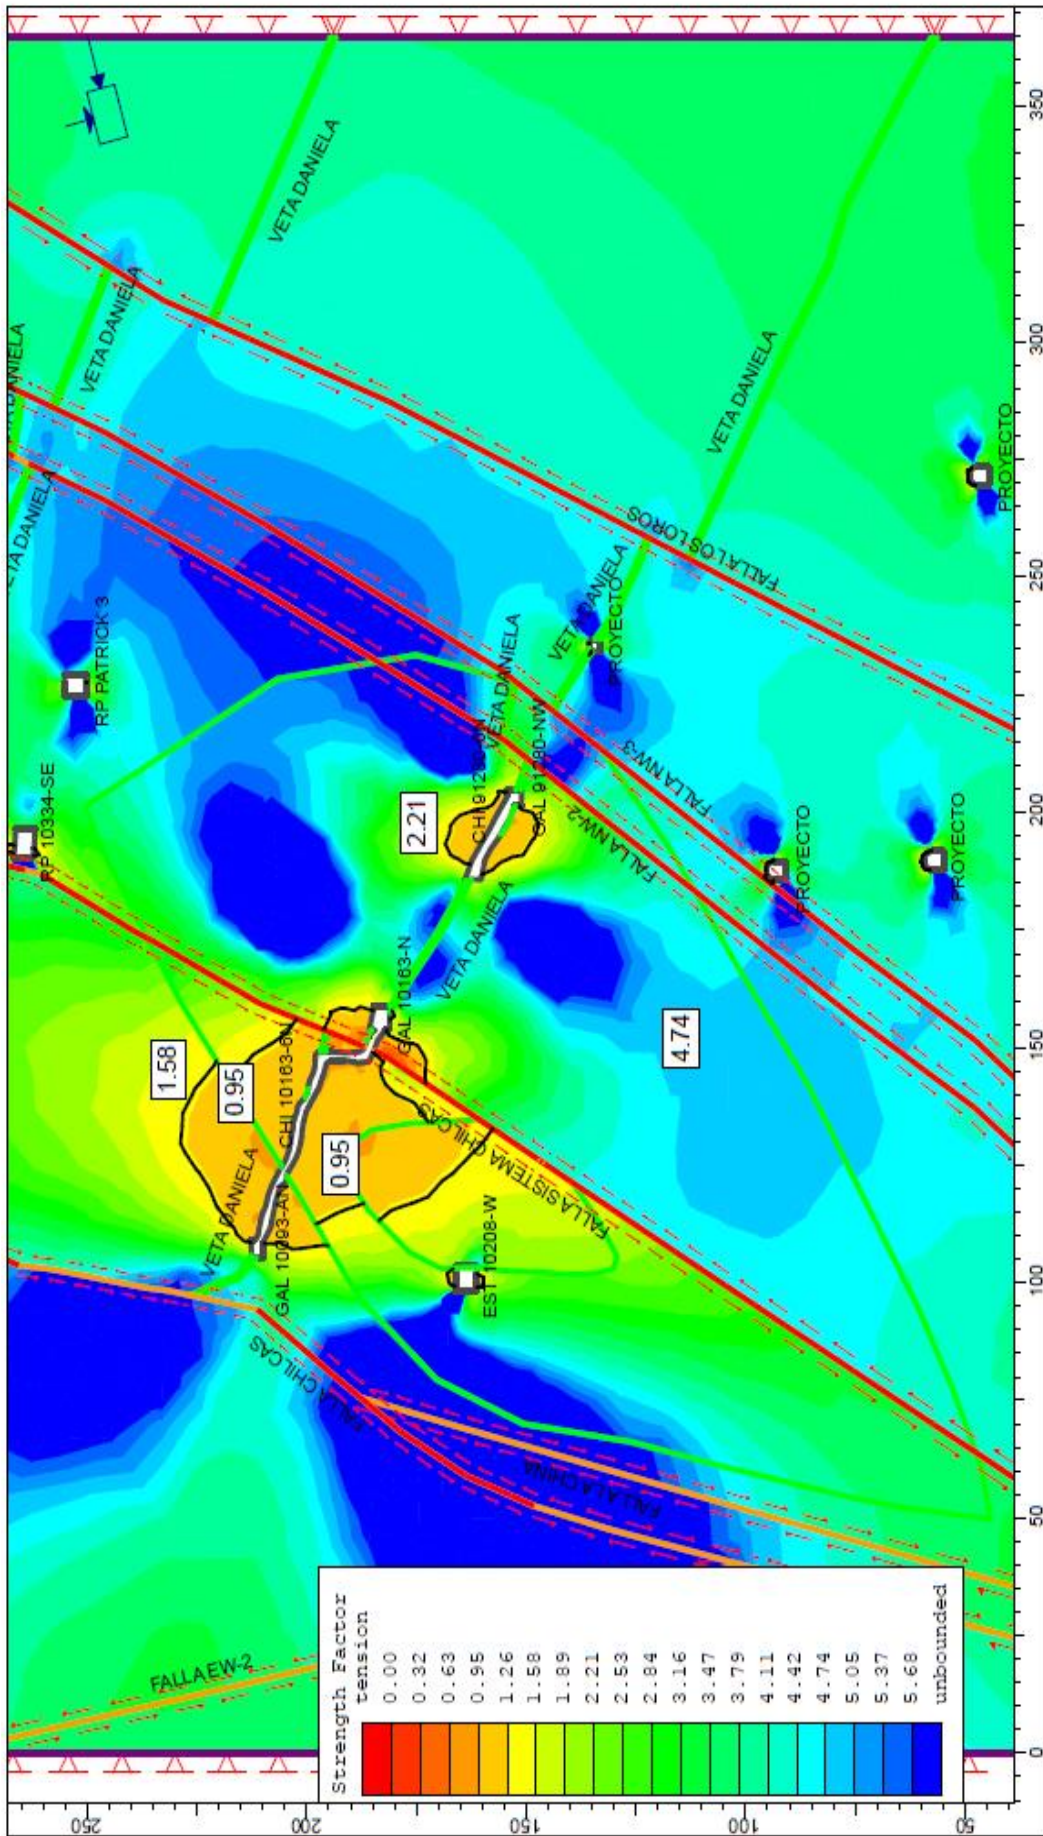 Strength Factor
tension
0.00
0.32
0.63
0.95
1.26
1.58
1.89
2.21
2.53
2.84
3.16
3.47
3.79
4.11
4.42
4.74
5.05
5.37
5.68
unbounded
FALLA EW-2
FALLA CHILCAS
FALLA LA CHINA
VETA DANIELA
GAL 10093-AN
CHI 10163-6N
EST 10208-W
1.58
0.95
0.95
FALLA SISTEMA CHILCAS
GAL 10163-N
VETA DANIELA
RP 10334-SE
RP PATRICK 3
2.21
VETA DANIELA
GAL 91280-NW
4.74
FALLA NW-2
FALLA NW-3
VETA DANIELA
PROYECTO
PROYECTO
PROYECTO
PROYECTO
FALLA LOS LOROS
ETA DANIELA
DANIELA
VETA DANIELA
VETA DANIELA
VETA DANIELA
250
200
150
100
50
0
50
100
150
200
250
300
350